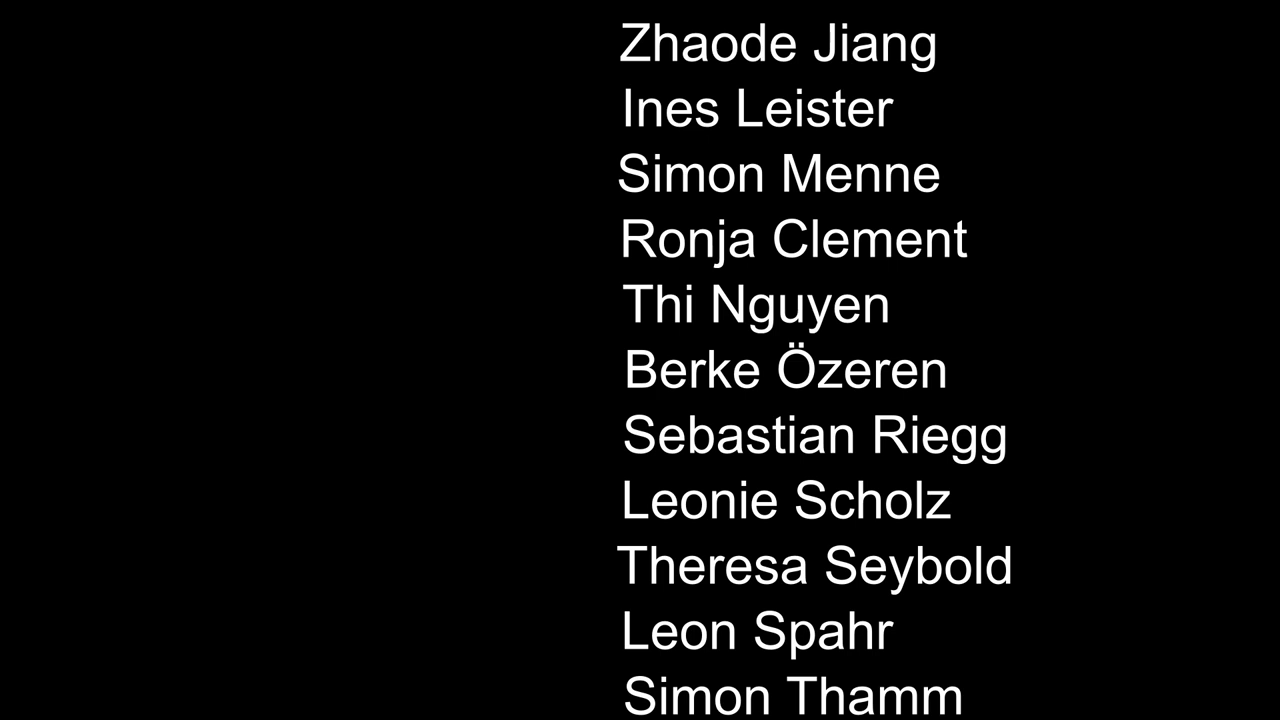 Zhaode Jiang
Ines Leister
Simon Menne
Ronja Clement
Thi Nguyen
Berke Özeren
Sebastian Riegg
Leonie Scholz
Theresa Seybold
Leon Spahr
Simon Thamm